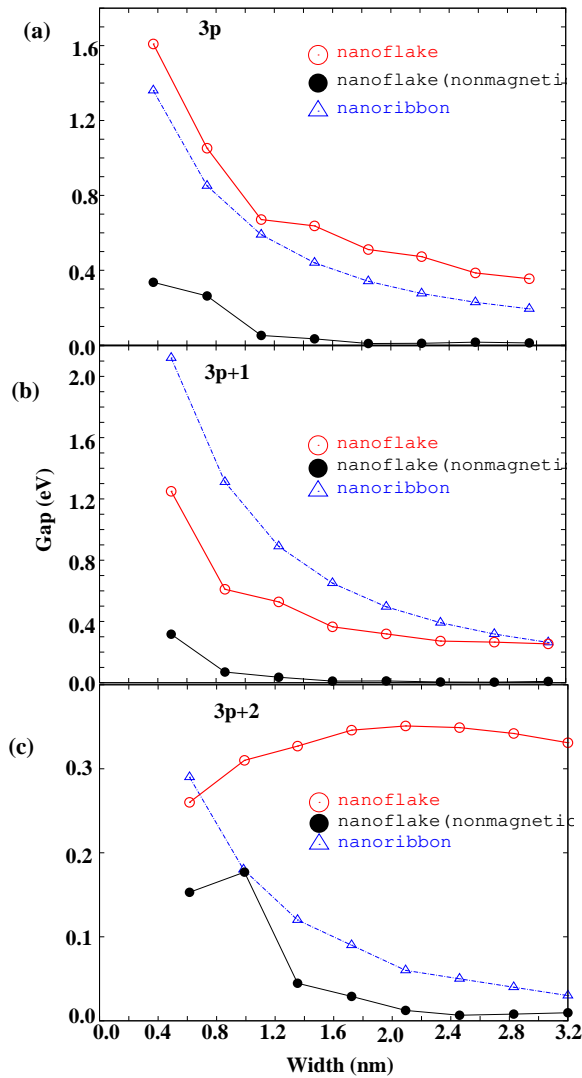 (a)
3p
nanoflake
nanoflake(nonmagnetic
nanoribbon
1.6
1.2
0.8
0.4
0.0
(b)
3p+1
nanoflake
nanoflake(nonmagnetic
nanoribbon
2.0
1.6
1.2
0.8
0.4
0.0
Gap (eV)
(c)
3p+2
nanoflake
nanoflake(nonmagnetic
nanoribbon
0.3
0.2
0.1
0.0
0.0 0.4 0.8 1.2 1.6 2.0 2.4 2.8 3.2
Width (nm)